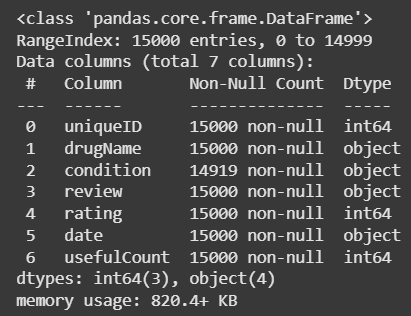 <class 'pandas.core.frame.DataFrame'>
RangeIndex: 15000 entries, 0 to 14999
Data columns (total 7 columns):
 #   Column       Non-Null Count  Dtype
---  ------       --------------  -----
 0   uniqueID     15000 non-null  int64
 1   drugName     15000 non-null  object
 2   condition    14919 non-null  object
 3   review       15000 non-null  object
 4   rating       15000 non-null  int64
 5   date         15000 non-null  object
 6   usefulCount  15000 non-null  int64
dtypes: int64(3), object(4)
memory usage: 820.4+ KB